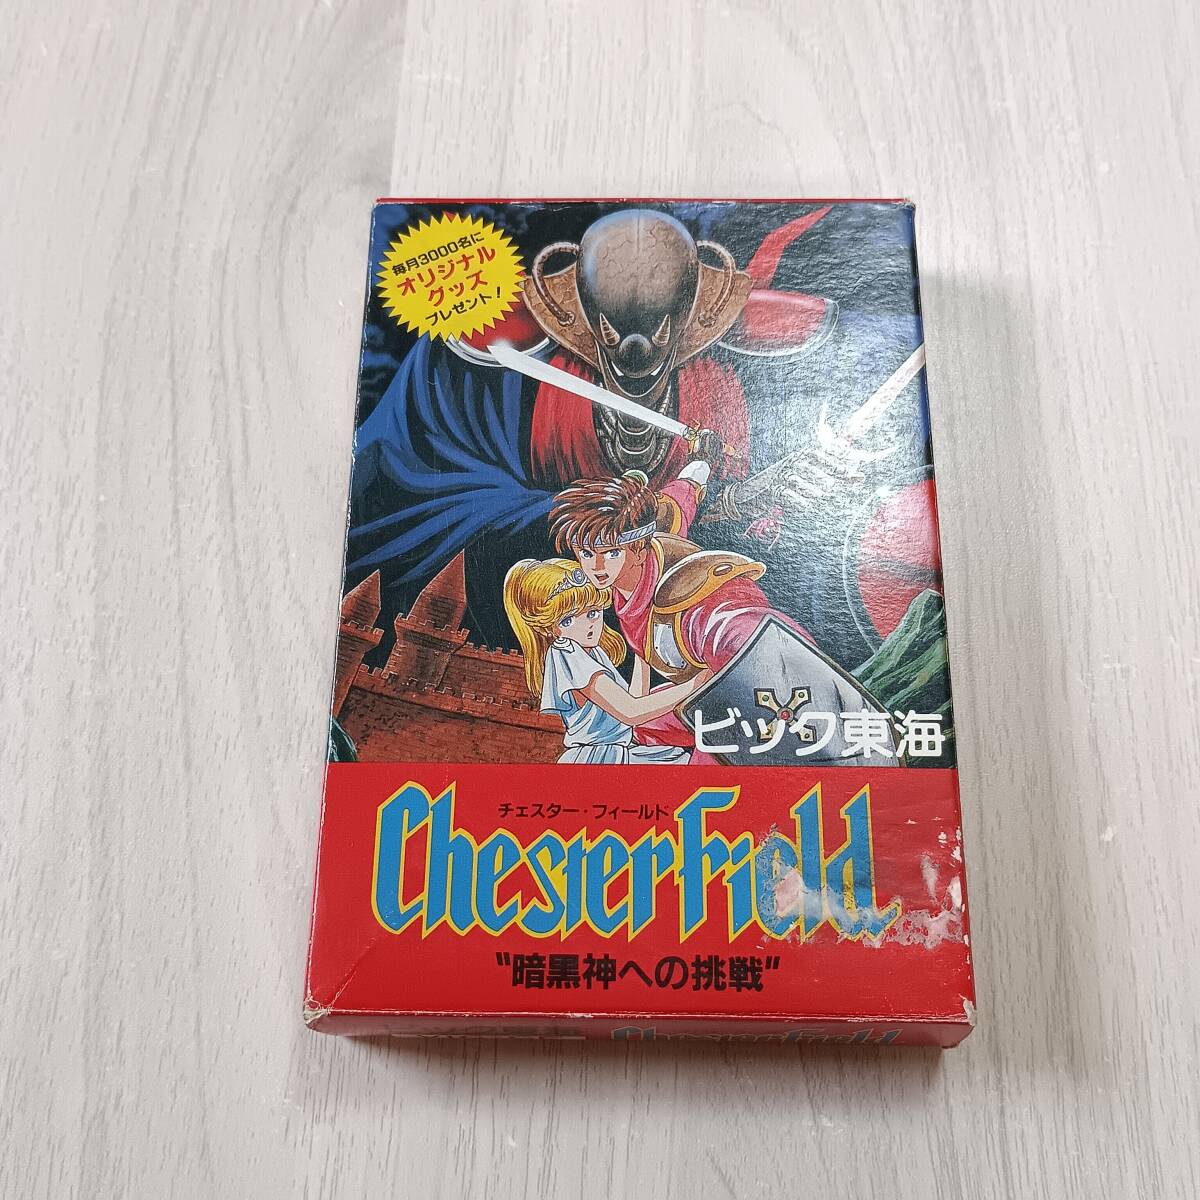 毎月3000名に
オリジナル
グッズ
プレゼント!
ビック東海
チェスター・フィールド
Chesterfield
"暗黒神への挑戦"
Chesterfield